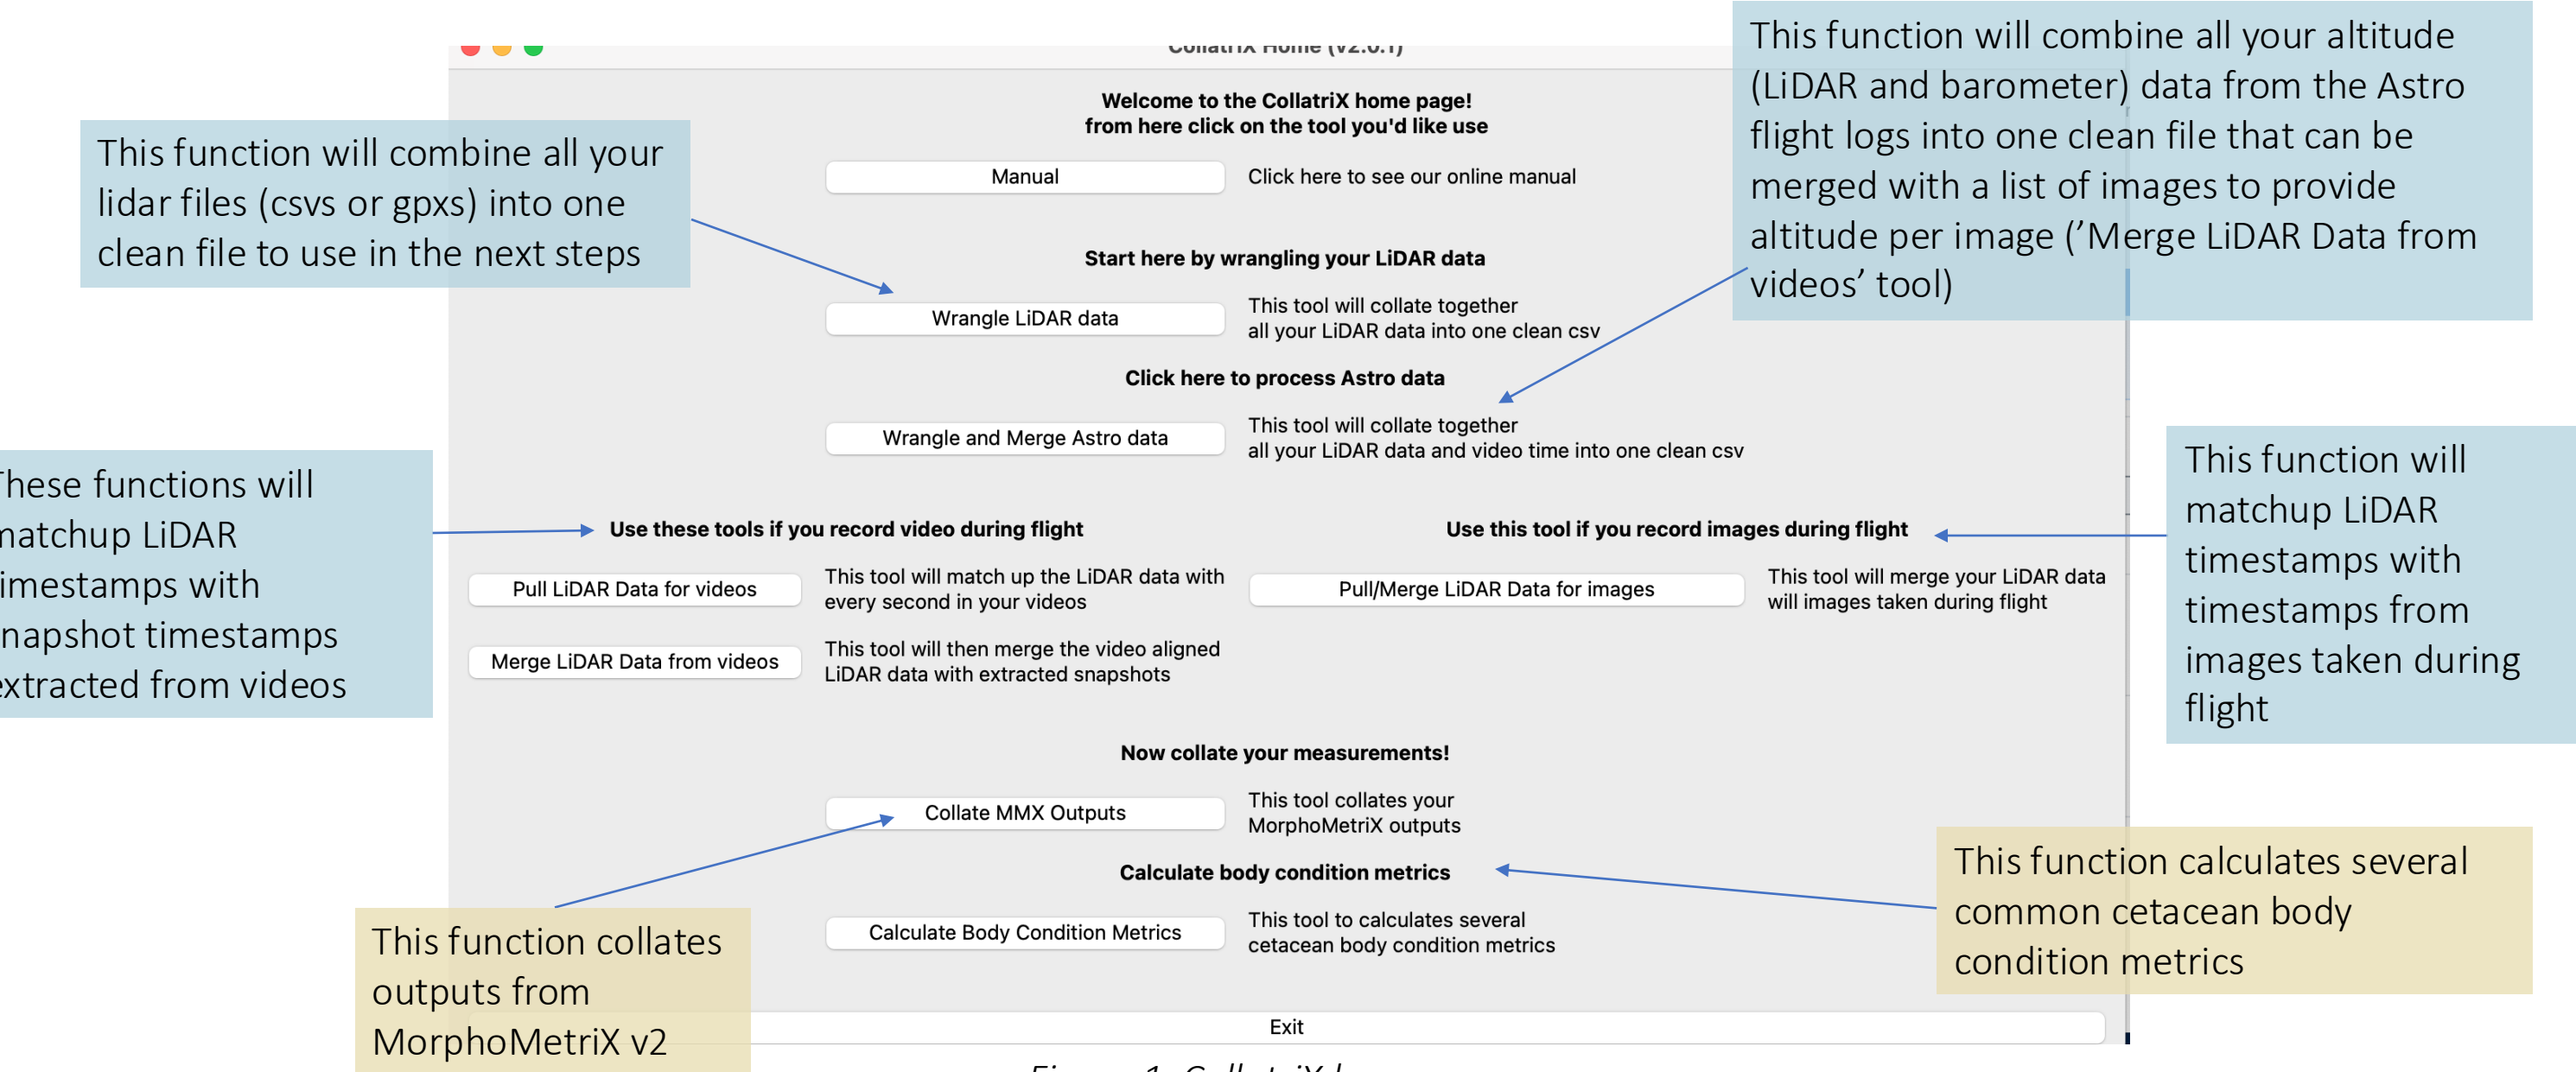 CollatriX Home (v2.0.1)
Welcome to the CollatriX home page!
from here click on the tool you'd like use
Manual
Click here to see our online manual
This function will combine all your
lidar files (csvs or gpxs) into one
clean file to use in the next steps
This function will combine all your altitude
(LiDAR and barometer) data from the Astro
flight logs into one clean file that can be
merged with a list of images to provide
altitude per image (’Merge LiDAR Data from
videos’ tool)
Start here by wrangling your LiDAR data
Wrangle LiDAR data
This tool will collate together
all your LiDAR data into one clean csv
Click here to process Astro data
Wrangle and Merge Astro data
This tool will collate together
all your LiDAR data and video time into one clean csv
These functions will
matchup LiDAR
timestamps with
snapshot timestamps
extracted from videos
Use these tools if you record video during flight
Pull LiDAR Data for videos
This tool will match up the LiDAR data with
every second in your videos
Merge LiDAR Data from videos
This tool will then merge the video aligned
LiDAR data with extracted snapshots
Use this tool if you record images during flight
Pull/Merge LiDAR Data for images
This tool will merge your LiDAR data
will images taken during flight
This function will
matchup LiDAR
timestamps with
timestamps from
images taken during
flight
Now collate your measurements!
Collate MMX Outputs
This tool collates your
MorphoMetriX outputs
Calculate body condition metrics
Calculate Body Condition Metrics
This tool to calculates several
cetacean body condition metrics
This function collates
outputs from
MorphoMetriX v2
This function calculates several
common cetacean body
condition metrics
Exit
Figure 1. CollatriX